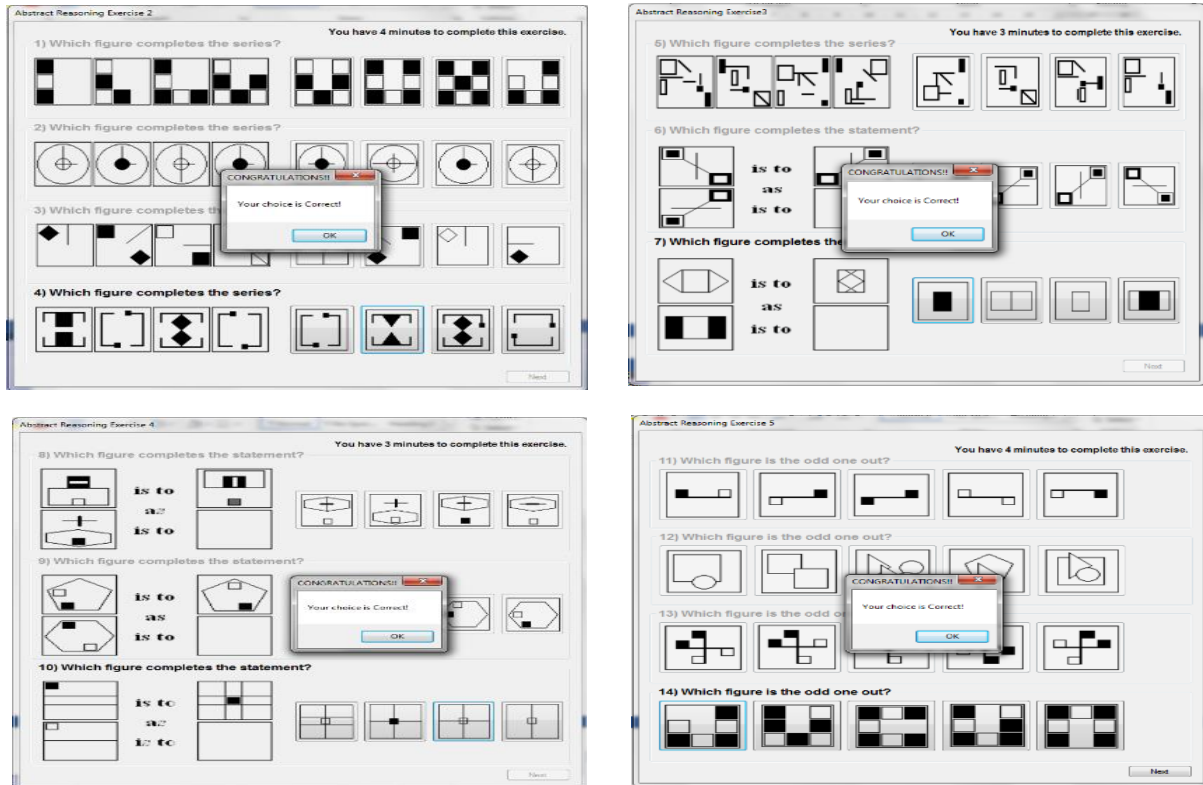 Abstract Reasoning Exercise 2
You have 4 minutes to complete this exercise.
1) Which figure completes the series?
2) Which figure completes the series?
CONGRATULATIONS!!
Your choice is Correct!
OK
3) Which figure completes th
4) Which figure completes the series?
Next
Abstract Reasoning Exercise3
You have 3 minutes to complete this exercise.
5) Which figure completes the series?
6) Which figure completes the statement?
is to
as
is to
CONGRATULATIONS!!
Your choice is Correct!
OK
7) Which figure completes the
is to
as
is to
Next
Abstract Reasoning Exercise 4
You have 3 minutes to complete this exercise.
8) Which figure completes the statement?
is to
as
is to
9) Which figure completes the statement?
is to
as
is to
CONGRATULATIONS!!
Your choice is Correct!
OK
10) Which figure completes the statement?
is to
as
is to
Next
Abstract Reasoning Exercise 5
You have 4 minutes to complete this exercise.
11) Which figure is the odd one out?
12) Which figure is the odd one out?
CONGRATULATIONS!!
Your choice is Correct!
OK
13) Which figure is the odd o
14) Which figure is the odd one out?
Next